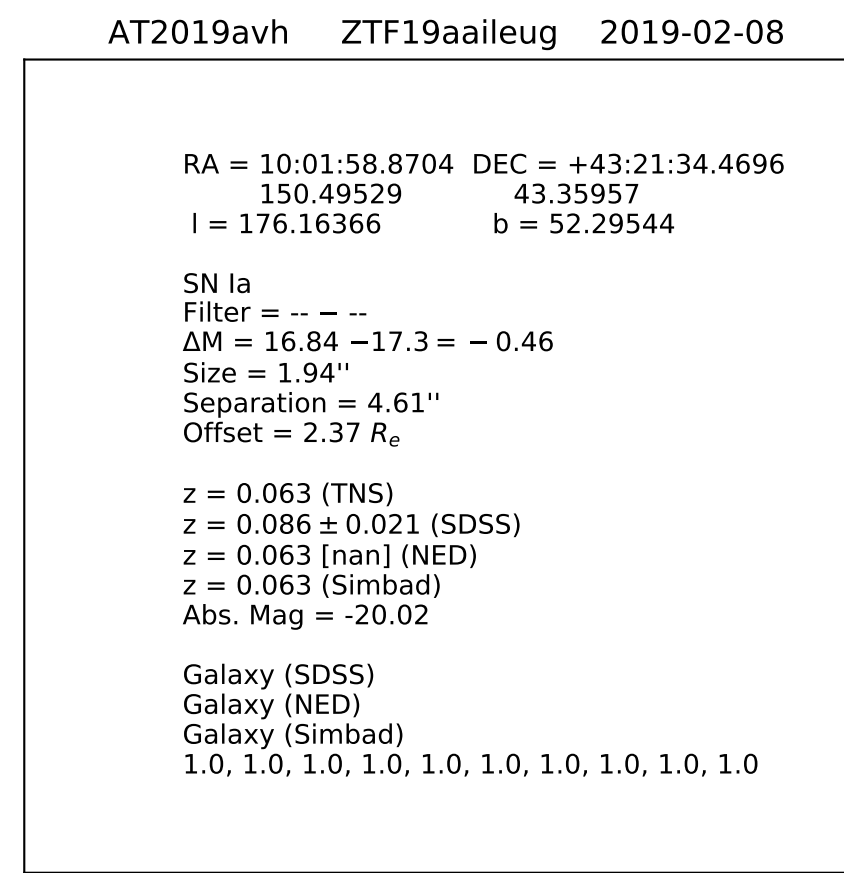 AT2019avh ZTF19aaileug 2019-02-08
RA = 10:01:58.8704 DEC = +43:21:34.4696
150.49529 43.35957
l = 176.16366 b = 52.29544
SN Ia
Filter = -- − --
ΔM = 16.84 −17.3 = − 0.46
Size = 1.94''
Separation = 4.61''
Offset = 2.37 Rₑ
z = 0.063 (TNS)
z = 0.086 ± 0.021 (SDSS)
z = 0.063 [nan] (NED)
z = 0.063 (Simbad)
Abs. Mag = -20.02
Galaxy (SDSS)
Galaxy (NED)
Galaxy (Simbad)
1.0, 1.0, 1.0, 1.0, 1.0, 1.0, 1.0, 1.0, 1.0, 1.0